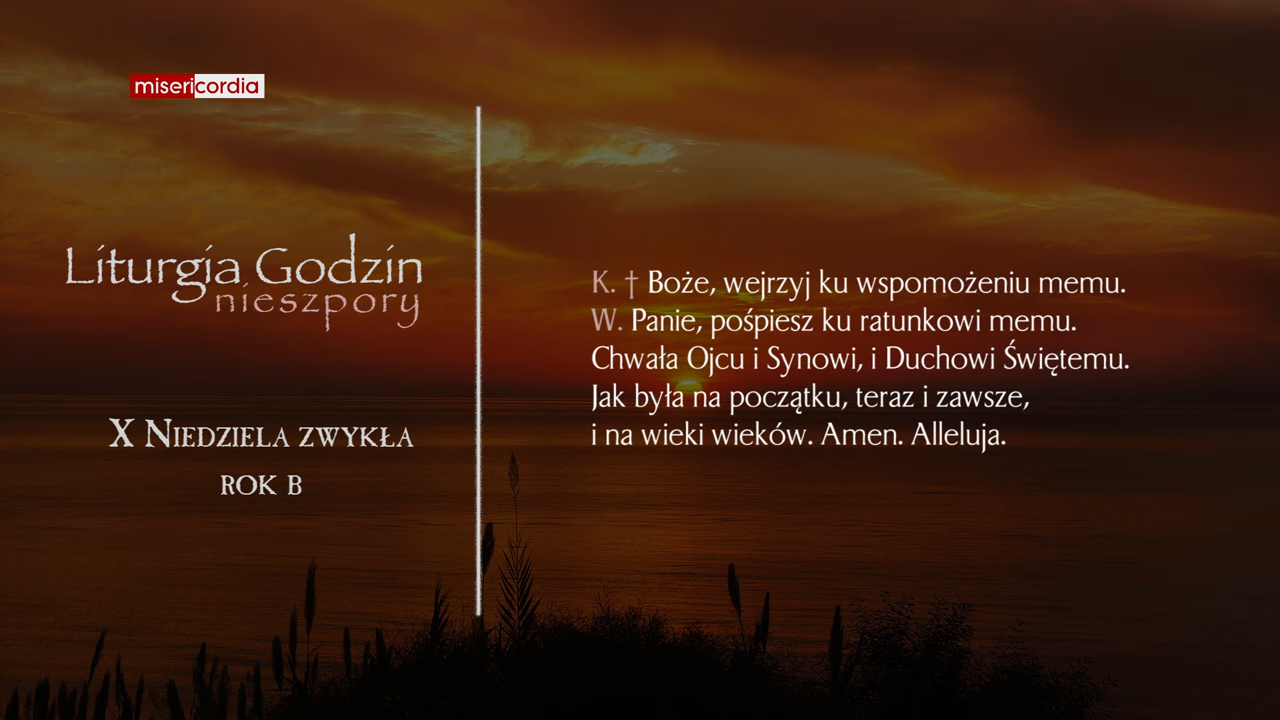 misericordia
Liturgia Godzin
nieszpory
X Niedziela zwykła
rok B
K. † Boże, wejrzyj ku wspomożeniu memu.
W. Panie, pośpiesz ku ratunkowi memu.
Chwała Ojcu i Synowi, i Duchowi Świętemu.
Jak była na początku, teraz i zawsze,
i na wieki wieków. Amen. Alleluja.